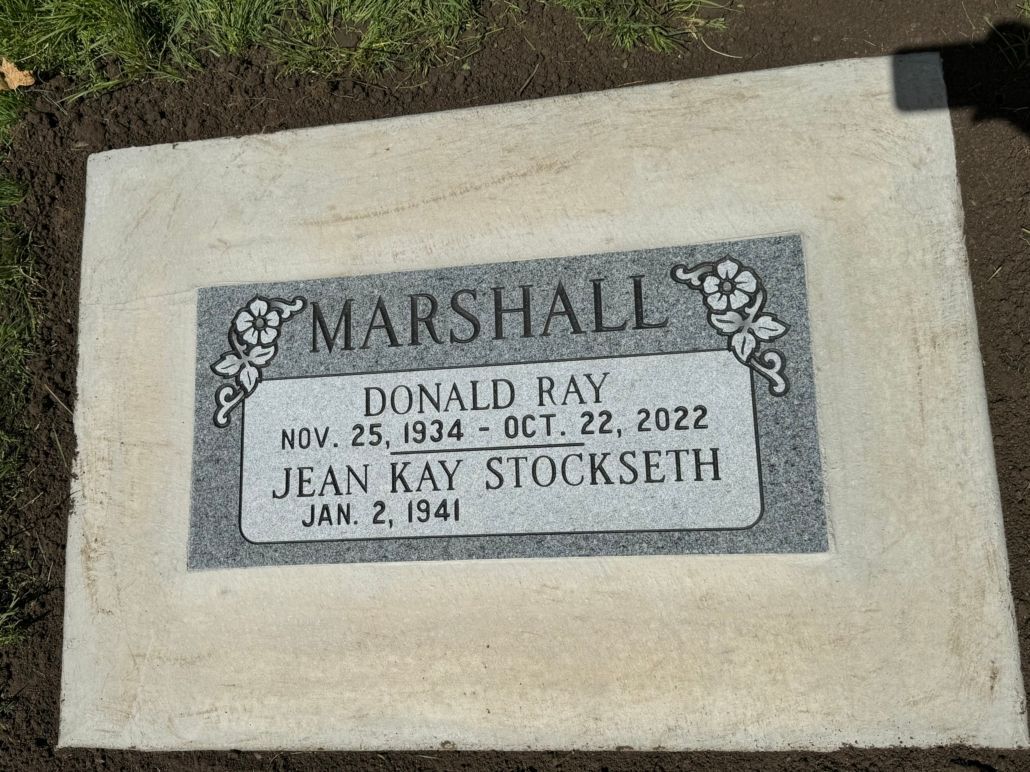 MARSHALL
DONALD RAY
NOV. 25, 1934 - OCT. 22, 2022
JEAN KAY STOCKSETH
JAN. 2, 1941